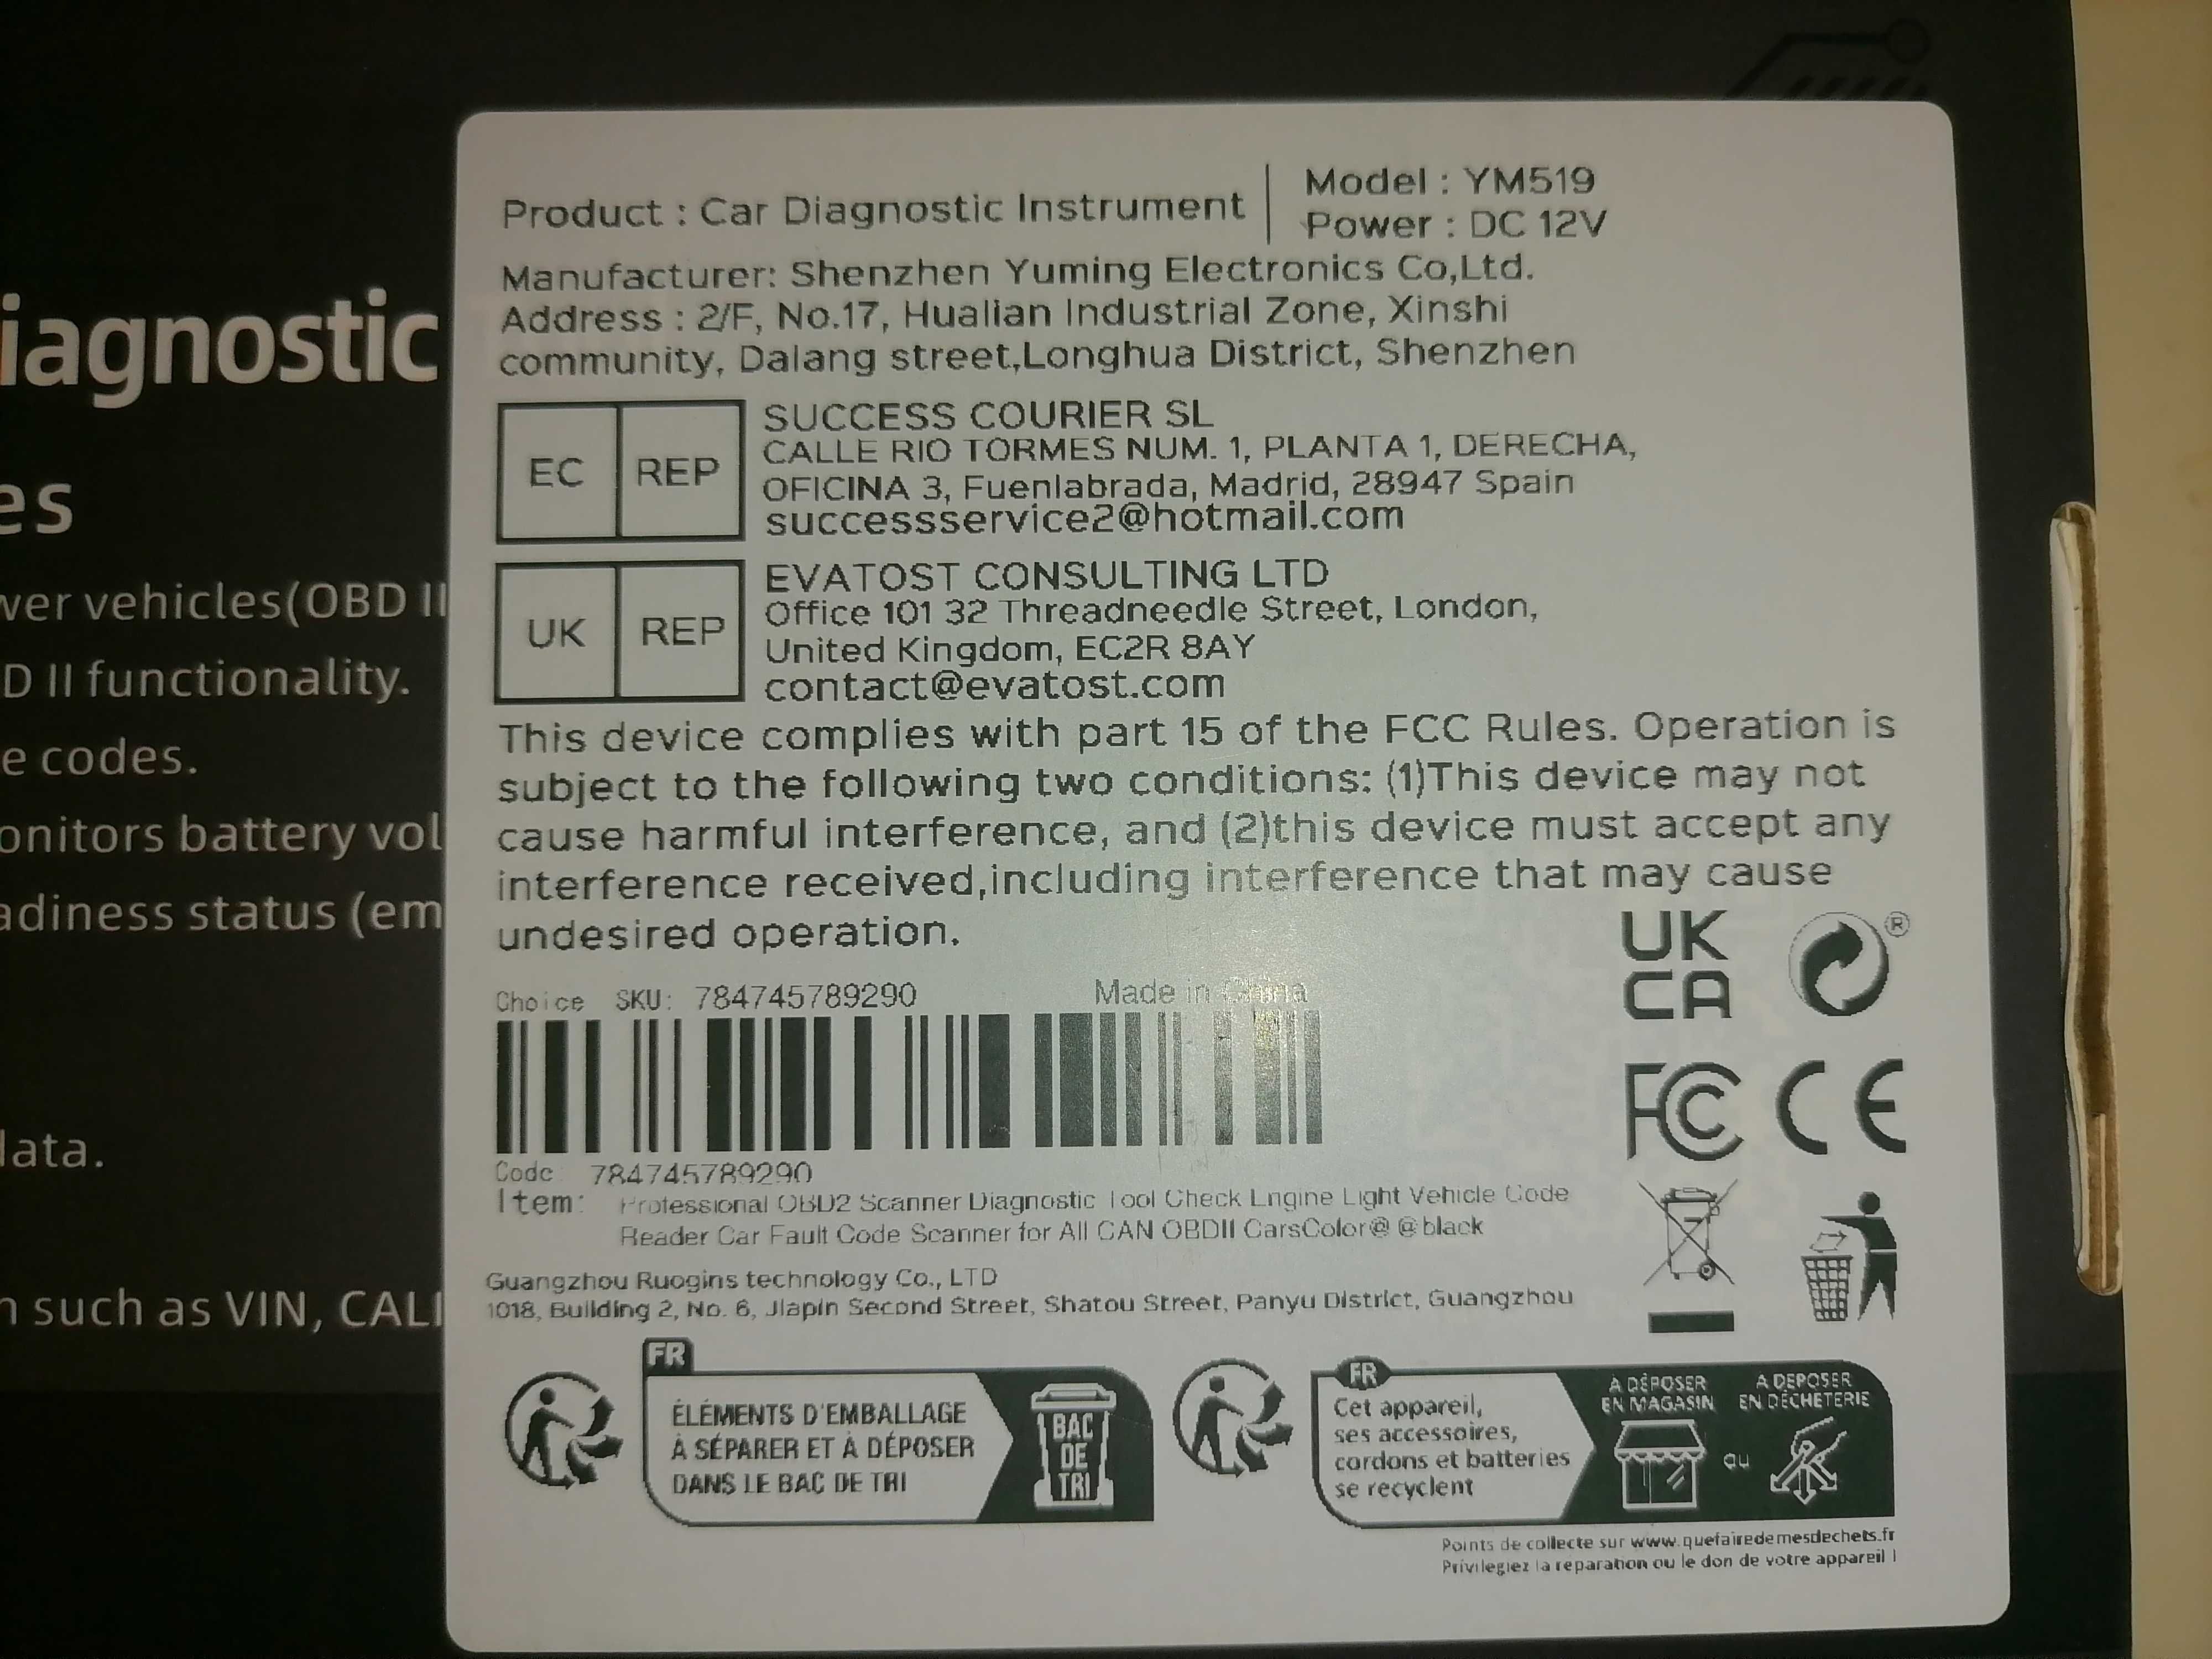 iagnostic
es
wer vehicles(OBD II
D II functionality.
e codes.
onitors battery vol
adiness status (em
data.
n such as VIN, CALI
Product : Car Diagnostic Instrument
Model : YM519
Power : DC 12V
Manufacturer: Shenzhen Yuming Electronics Co,Ltd.
Address : 2/F, No.17, Hualian Industrial Zone, Xinshi
community, Dalang street,Longhua District, Shenzhen
EC REP
SUCCESS COURIER SL
CALLE RIO TORMES NUM. 1, PLANTA 1, DERECHA,
OFICINA 3, Fuenlabrada, Madrid, 28947 Spain
successservice2@hotmail.com
UK REP
EVATOST CONSULTING LTD
Office 101 32 Threadneedle Street, London,
United Kingdom, EC2R 8AY
contact@evatost.com
This device complies with part 15 of the FCC Rules. Operation is
subject to the following two conditions: (1)This device may not
cause harmful interference, and (2)this device must accept any
interference received,including interference that may cause
undesired operation.
UK
CA
®
Choice SKU: 784745789290 Made in China
FC CE
Code 784745789290
Item: Professional OBD2 Scanner Diagnostic Tool Check Engine Light Vehicle Code
Reader Car Fault Code Scanner for All CAN OBDII CarsColor@ @black
Guangzhou Ruogins technology Co., LTD
1018, Building 2, No. 6, Jiapin Second Street, Shatou Street, Panyu District, Guangzhou
FR
ÉLÉMENTS D'EMBALLAGE
À SÉPARER ET À DÉPOSER
DANS LE BAC DE TRI
BAC
DE
TRI
FR
Cet appareil,
ses accessoires,
cordons et batteries
se recyclent
À DÉPOSER
EN MAGASIN
ou
À DÉPOSER
EN DÉCHÈTERIE
Points de collecte sur www.quefairedemesdechets.fr
Privilegiez la reparation ou le don de votre appareil !